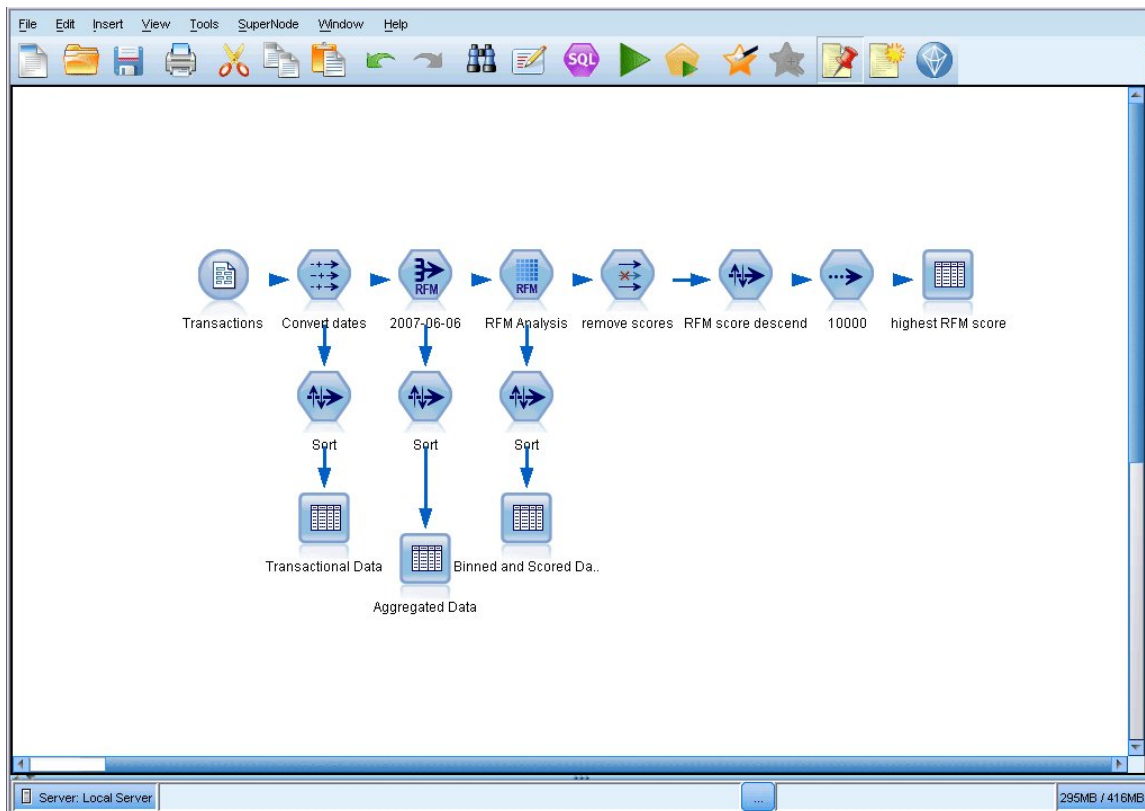 File Edit Insert View Tools SuperNode Window Help
SQL
RFM RFM
Transactions Convert dates 2007-06-06 RFM Analysis remove scores RFM score descend 10000 highest RFM score
Sort Sort Sort
Transactional Data Binned and Scored Da..
Aggregated Data
Server: Local Server ... 295MB / 416MB